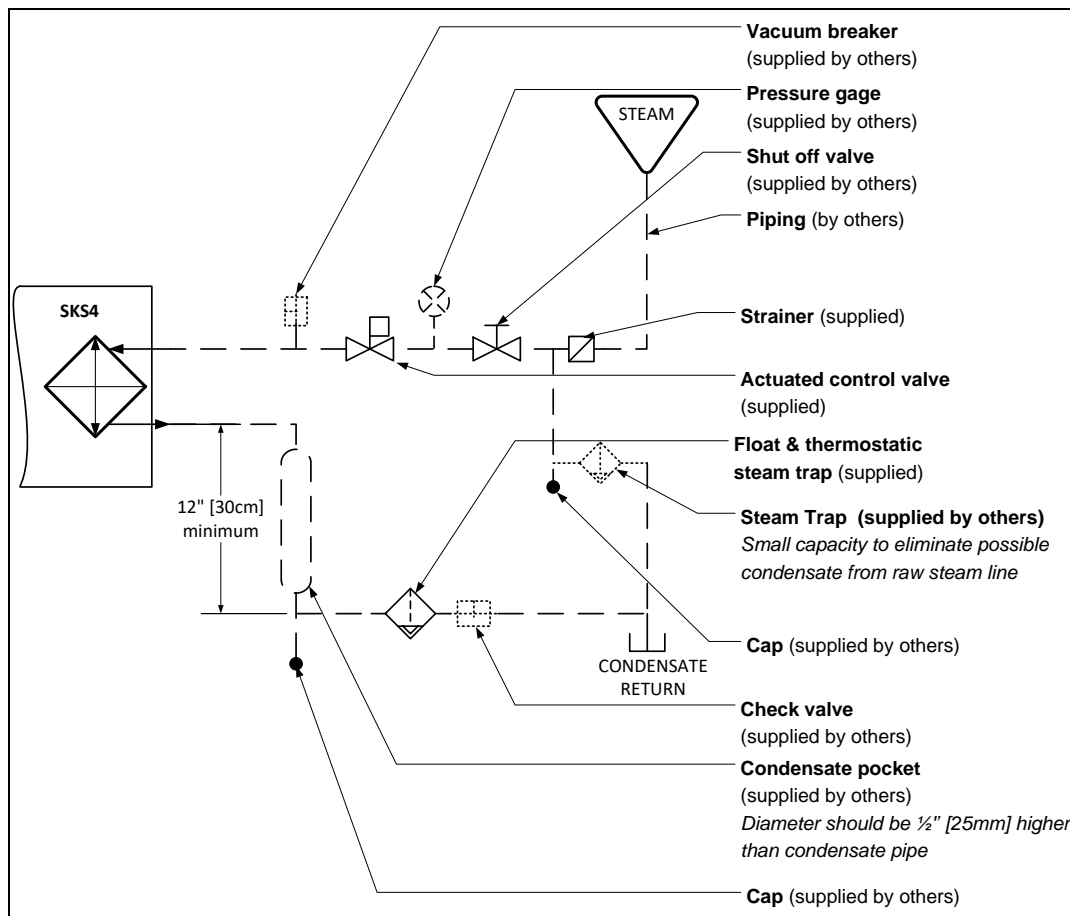 Vacuum breaker
(supplied by others)
Pressure gage
(supplied by others)
STEAM
Shut off valve
(supplied by others)
Piping (by others)
SKS4
Strainer (supplied)
Actuated control valve
(supplied)
Float & thermostatic
steam trap (supplied)
12" [30cm]
minimum
Steam Trap (supplied by others)
Small capacity to eliminate possible
condensate from raw steam line
Cap (supplied by others)
CONDENSATE
RETURN
Check valve
(supplied by others)
Condensate pocket
(supplied by others)
Diameter should be ½" [25mm] higher
than condensate pipe
Cap (supplied by others)